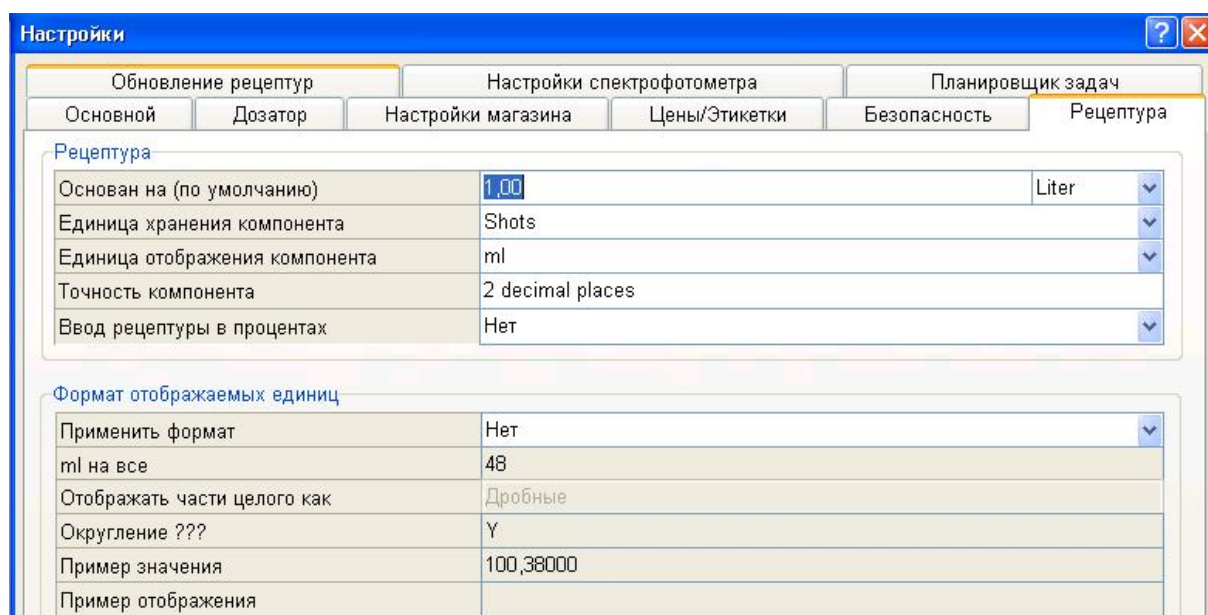 Настройки
Обновление рецептур Настройки спектрофотометра Планировщик задач
Основной Дозатор Настройки магазина Цены/Этикетки Безопасность Рецептура
Рецептура
Основан на (по умолчанию) 1,00 Liter
Единица хранения компонента Shots
Единица отображения компонента ml
Точность компонента 2 decimal places
Ввод рецептуры в процентах Нет
Формат отображаемых единиц
Применить формат Нет
ml на все 48
Отображать части целого как Дробные
Округление ??? Y
Пример значения 100,38000
Пример отображения